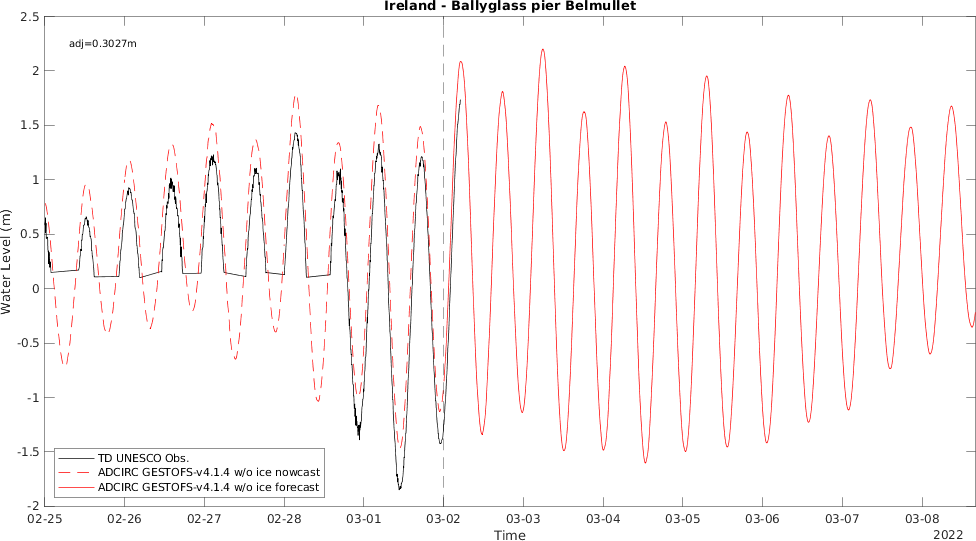 Ireland - Ballyglass pier Belmullet
2.5
adj=0.3027m
2
1.5
1
0.5
0
-0.5
-1
-1.5
-2
Water Level (m)
TD UNESCO Obs.
ADCIRC GESTOFS-v4.1.4 w/o ice nowcast
ADCIRC GESTOFS-v4.1.4 w/o ice forecast
02-25 02-26 02-27 02-28 03-01 03-02 03-03 03-04 03-05 03-06 03-07 03-08
Time
2022